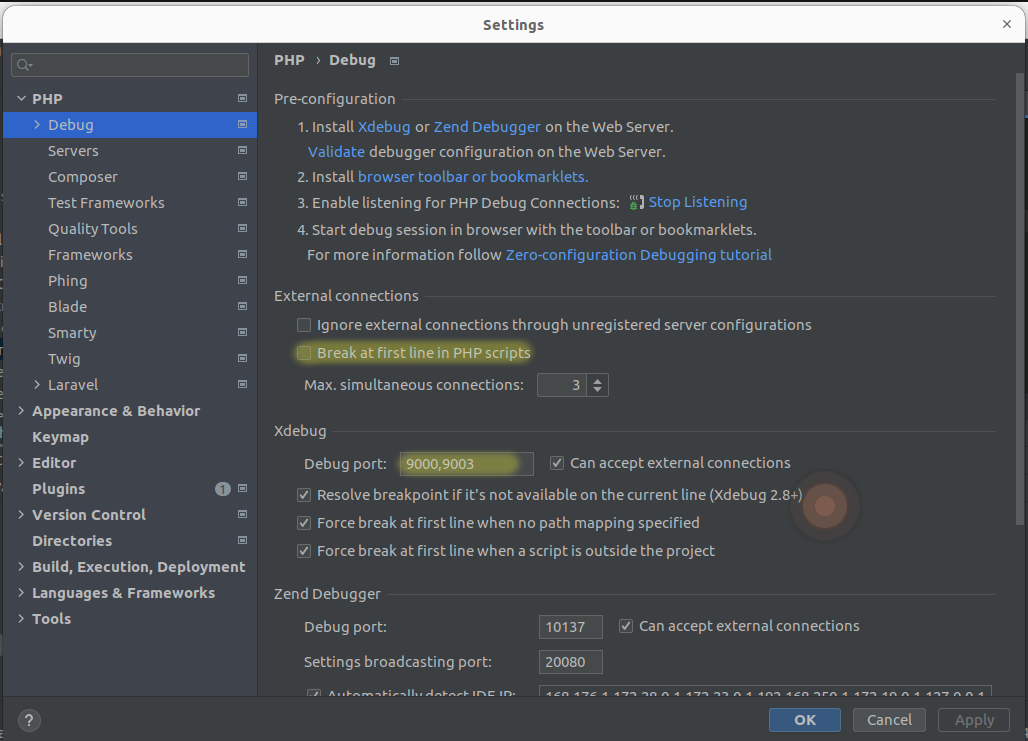 Settings
PHP
Debug
Servers
Composer
Test Frameworks
Quality Tools
Frameworks
Phing
Blade
Smarty
Twig
Laravel
Appearance & Behavior
Keymap
Editor
Plugins 1
Version Control
Directories
Build, Execution, Deployment
Languages & Frameworks
Tools
PHP › Debug
Pre-configuration
1. Install Xdebug or Zend Debugger on the Web Server.
Validate debugger configuration on the Web Server.
2. Install browser toolbar or bookmarklets.
3. Enable listening for PHP Debug Connections: Stop Listening
4. Start debug session in browser with the toolbar or bookmarklets.
For more information follow Zero-configuration Debugging tutorial
External connections
Ignore external connections through unregistered server configurations
Break at first line in PHP scripts
Max. simultaneous connections: 3
Xdebug
Debug port: 9000,9003 Can accept external connections
Resolve breakpoint if it's not available on the current line (Xdebug 2.8+)
Force break at first line when no path mapping specified
Force break at first line when a script is outside the project
Zend Debugger
Debug port: 10137 Can accept external connections
Settings broadcasting port: 20080
Automatically detect IDE IP:
? OK Cancel Apply